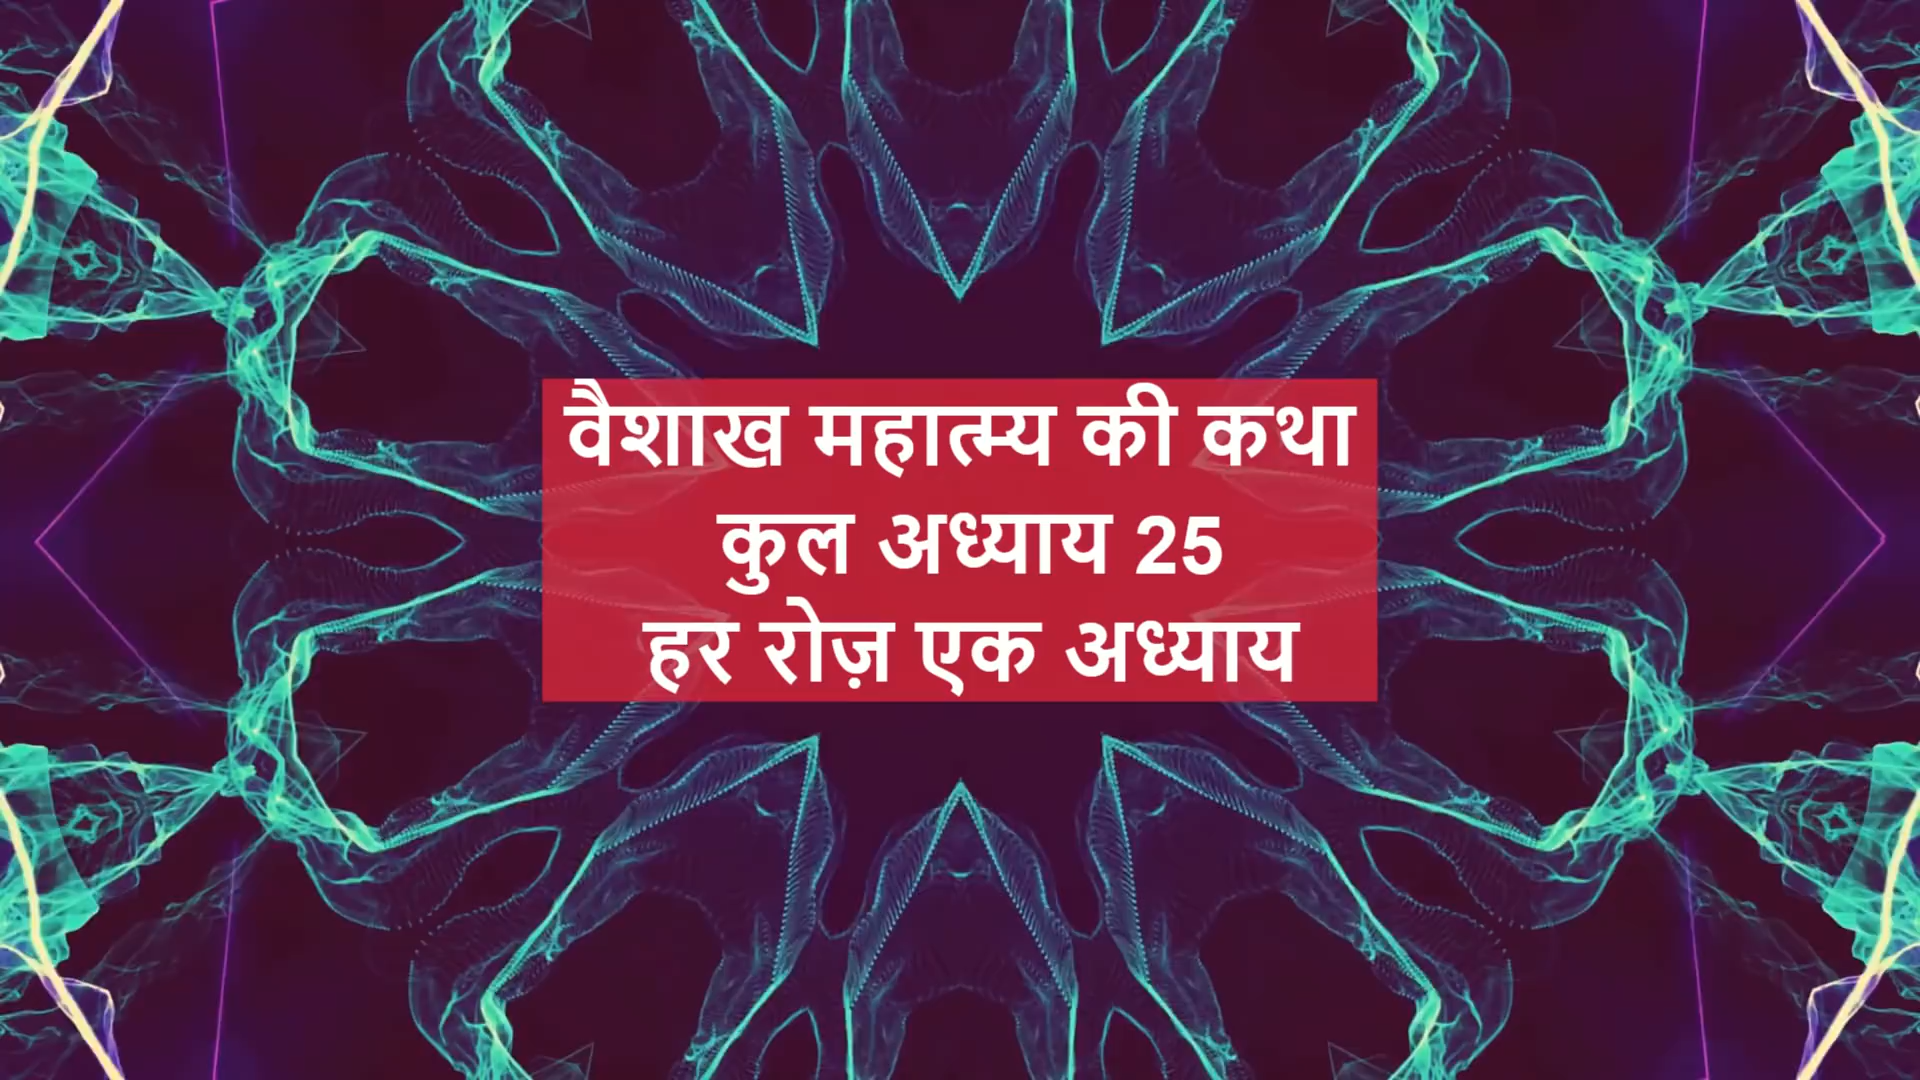 वैशाख महात्म्य की कथा
कुल अध्याय 25
हर रोज़ एक अध्याय